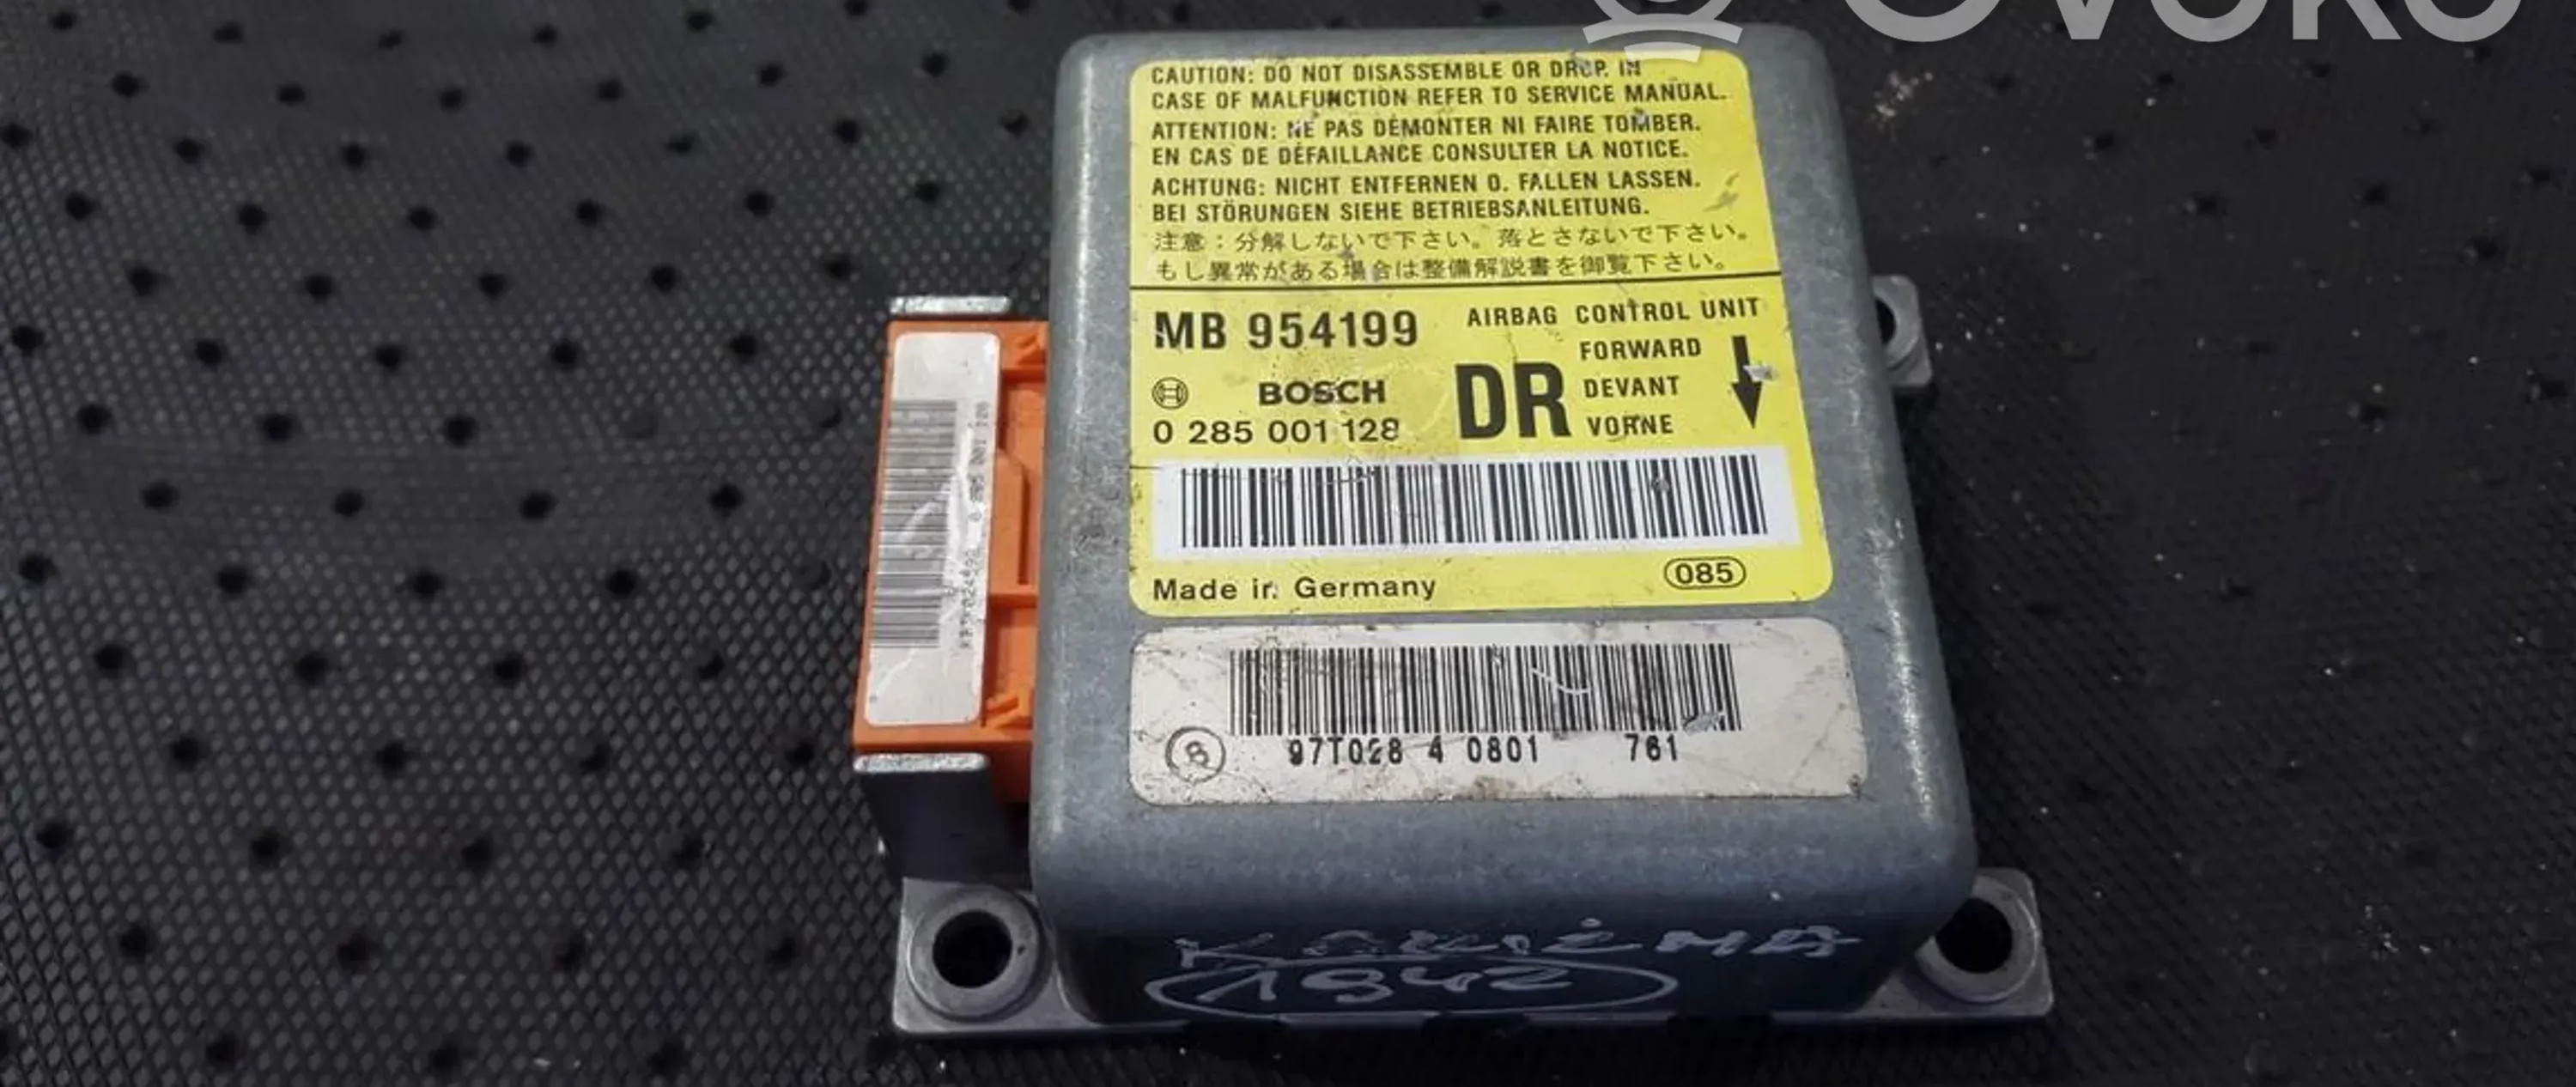 OVOKO
CAUTION: DO NOT DISASSEMBLE OR DROP. IN
CASE OF MALFUNCTION REFER TO SERVICE MANUAL.
ATTENTION: NE PAS DÉMONTER NI FAIRE TOMBER.
EN CAS DE DÉFAILLANCE CONSULTER LA NOTICE.
ACHTUNG: NICHT ENTFERNEN O. FALLEN LASSEN.
BEI STÖRUNGEN SIEHE BETRIEBSANLEITUNG.
注意：分解しないで下さい。落とさないで下さい。
もし異常がある場合は整備解説書を御覧下さい。
MB 954199 AIRBAG CONTROL UNIT
FORWARD
BOSCH DR DEVANT
0 285 001 128 VORNE
Made in Germany 085
8 97T028 4 0801 761
1942